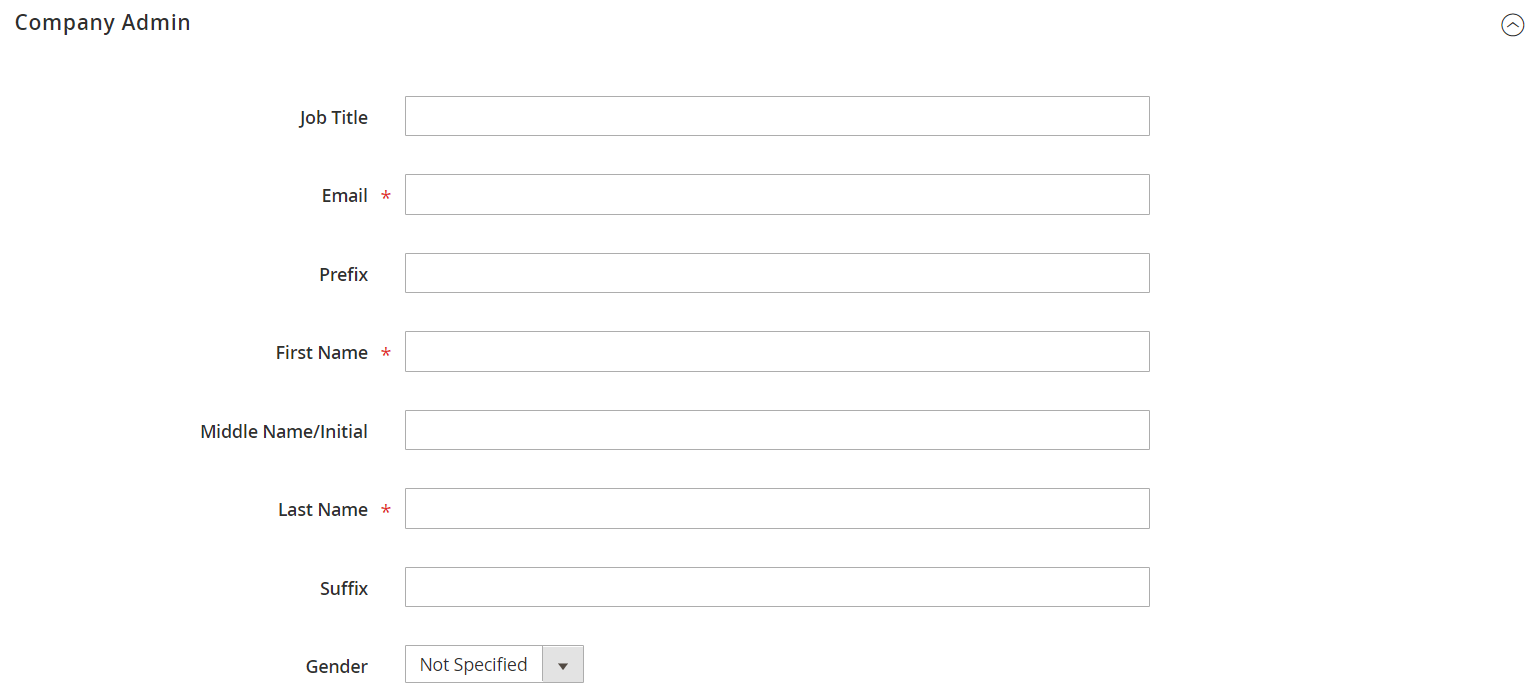 Company Admin
Job Title
Email *
Prefix
First Name *
Middle Name/Initial
Last Name *
Suffix
Gender Not Specified